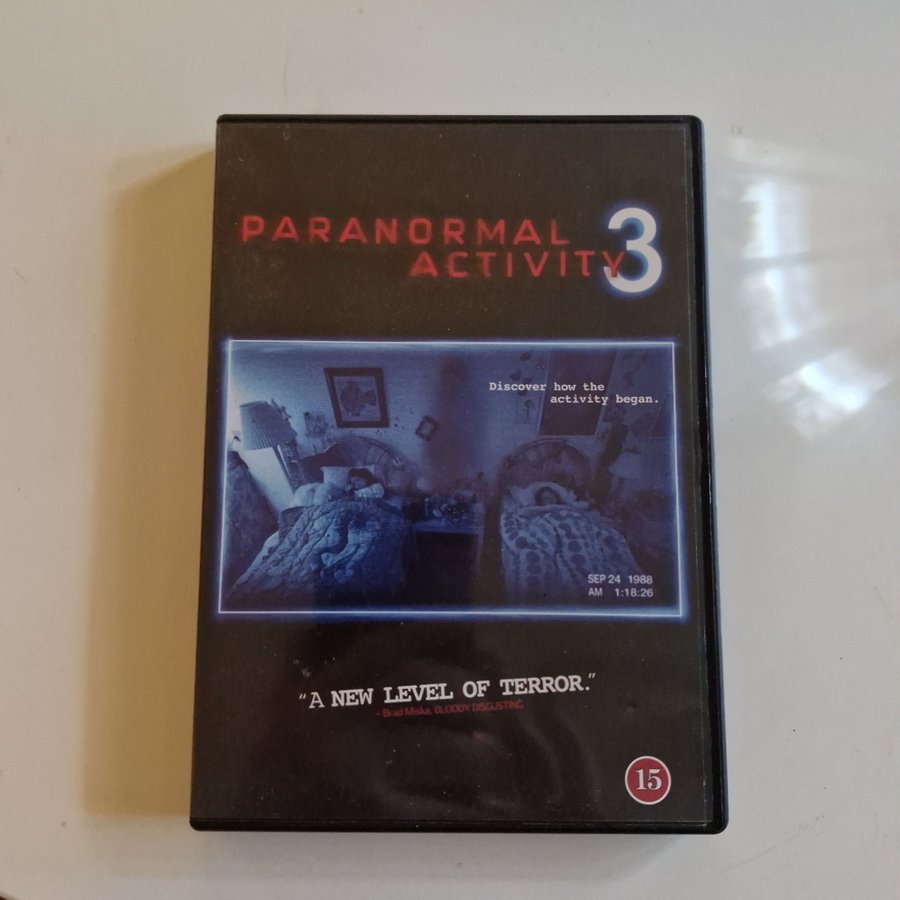 PARANORMAL
ACTIVITY 3
Discover how the
activity began.
SEP 24 1988
AM 1:18:26
"A NEW LEVEL OF TERROR."
- Brad Miska, BLOODY DISGUSTING
15